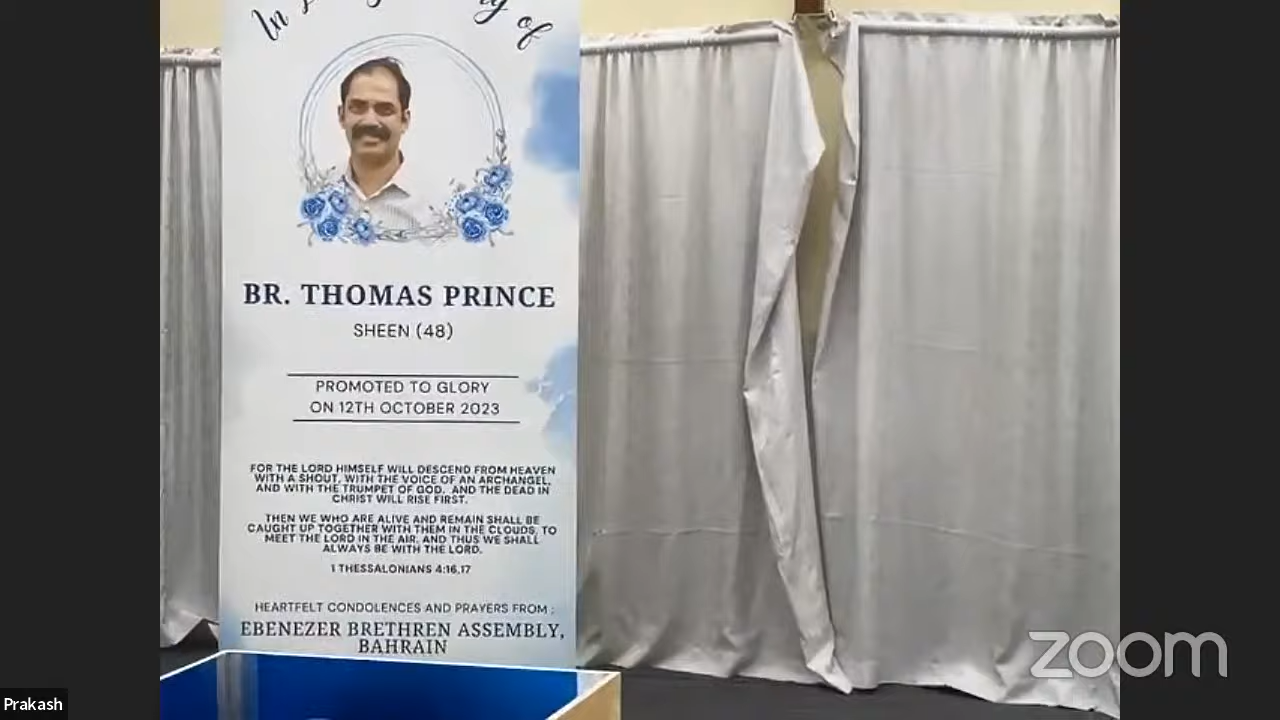 In Loving Memory of
BR. THOMAS PRINCE
SHEEN (48)
PROMOTED TO GLORY
ON 12TH OCTOBER 2023
FOR THE LORD HIMSELF WILL DESCEND FROM HEAVEN
WITH A SHOUT, WITH THE VOICE OF AN ARCHANGEL,
AND WITH THE TRUMPET OF GOD. AND THE DEAD IN
CHRIST WILL RISE FIRST.
THEN WE WHO ARE ALIVE AND REMAIN SHALL BE
CAUGHT UP TOGETHER WITH THEM IN THE CLOUDS, TO
MEET THE LORD IN THE AIR. AND THUS WE SHALL
ALWAYS BE WITH THE LORD.
1 THESSALONIANS 4:16,17
HEARTFELT CONDOLENCES AND PRAYERS FROM :
EBENEZER BRETHREN ASSEMBLY,
BAHRAIN
zoom
Prakash